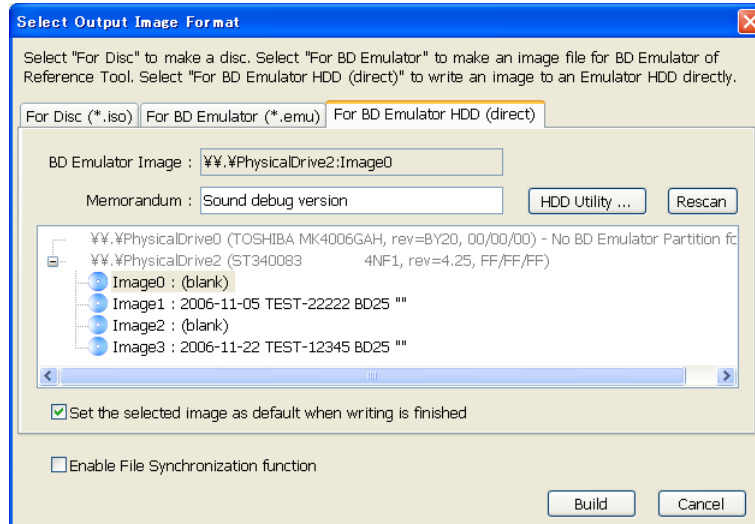 Select Output Image Format
Select "For Disc" to make a disc. Select "For BD Emulator" to make an image file for BD Emulator of
Reference Tool. Select "For BD Emulator HDD (direct)" to write an image to an Emulator HDD directly.
For Disc (*.iso) For BD Emulator (*.emu) For BD Emulator HDD (direct)
BD Emulator Image : ¥¥.¥PhysicalDrive2:Image0
Memorandum : Sound debug version HDD Utility ... Rescan
¥¥.¥PhysicalDrive0 (TOSHIBA MK4006GAH, rev=BY20, 00/00/00) - No BD Emulator Partition fc
¥¥.¥PhysicalDrive2 (ST340083 4NF1, rev=4.25, FF/FF/FF)
Image0 : (blank)
Image1 : 2006-11-05 TEST-22222 BD25 ""
Image2 : (blank)
Image3 : 2006-11-22 TEST-12345 BD25 ""
Set the selected image as default when writing is finished
Enable File Synchronization function
Build Cancel